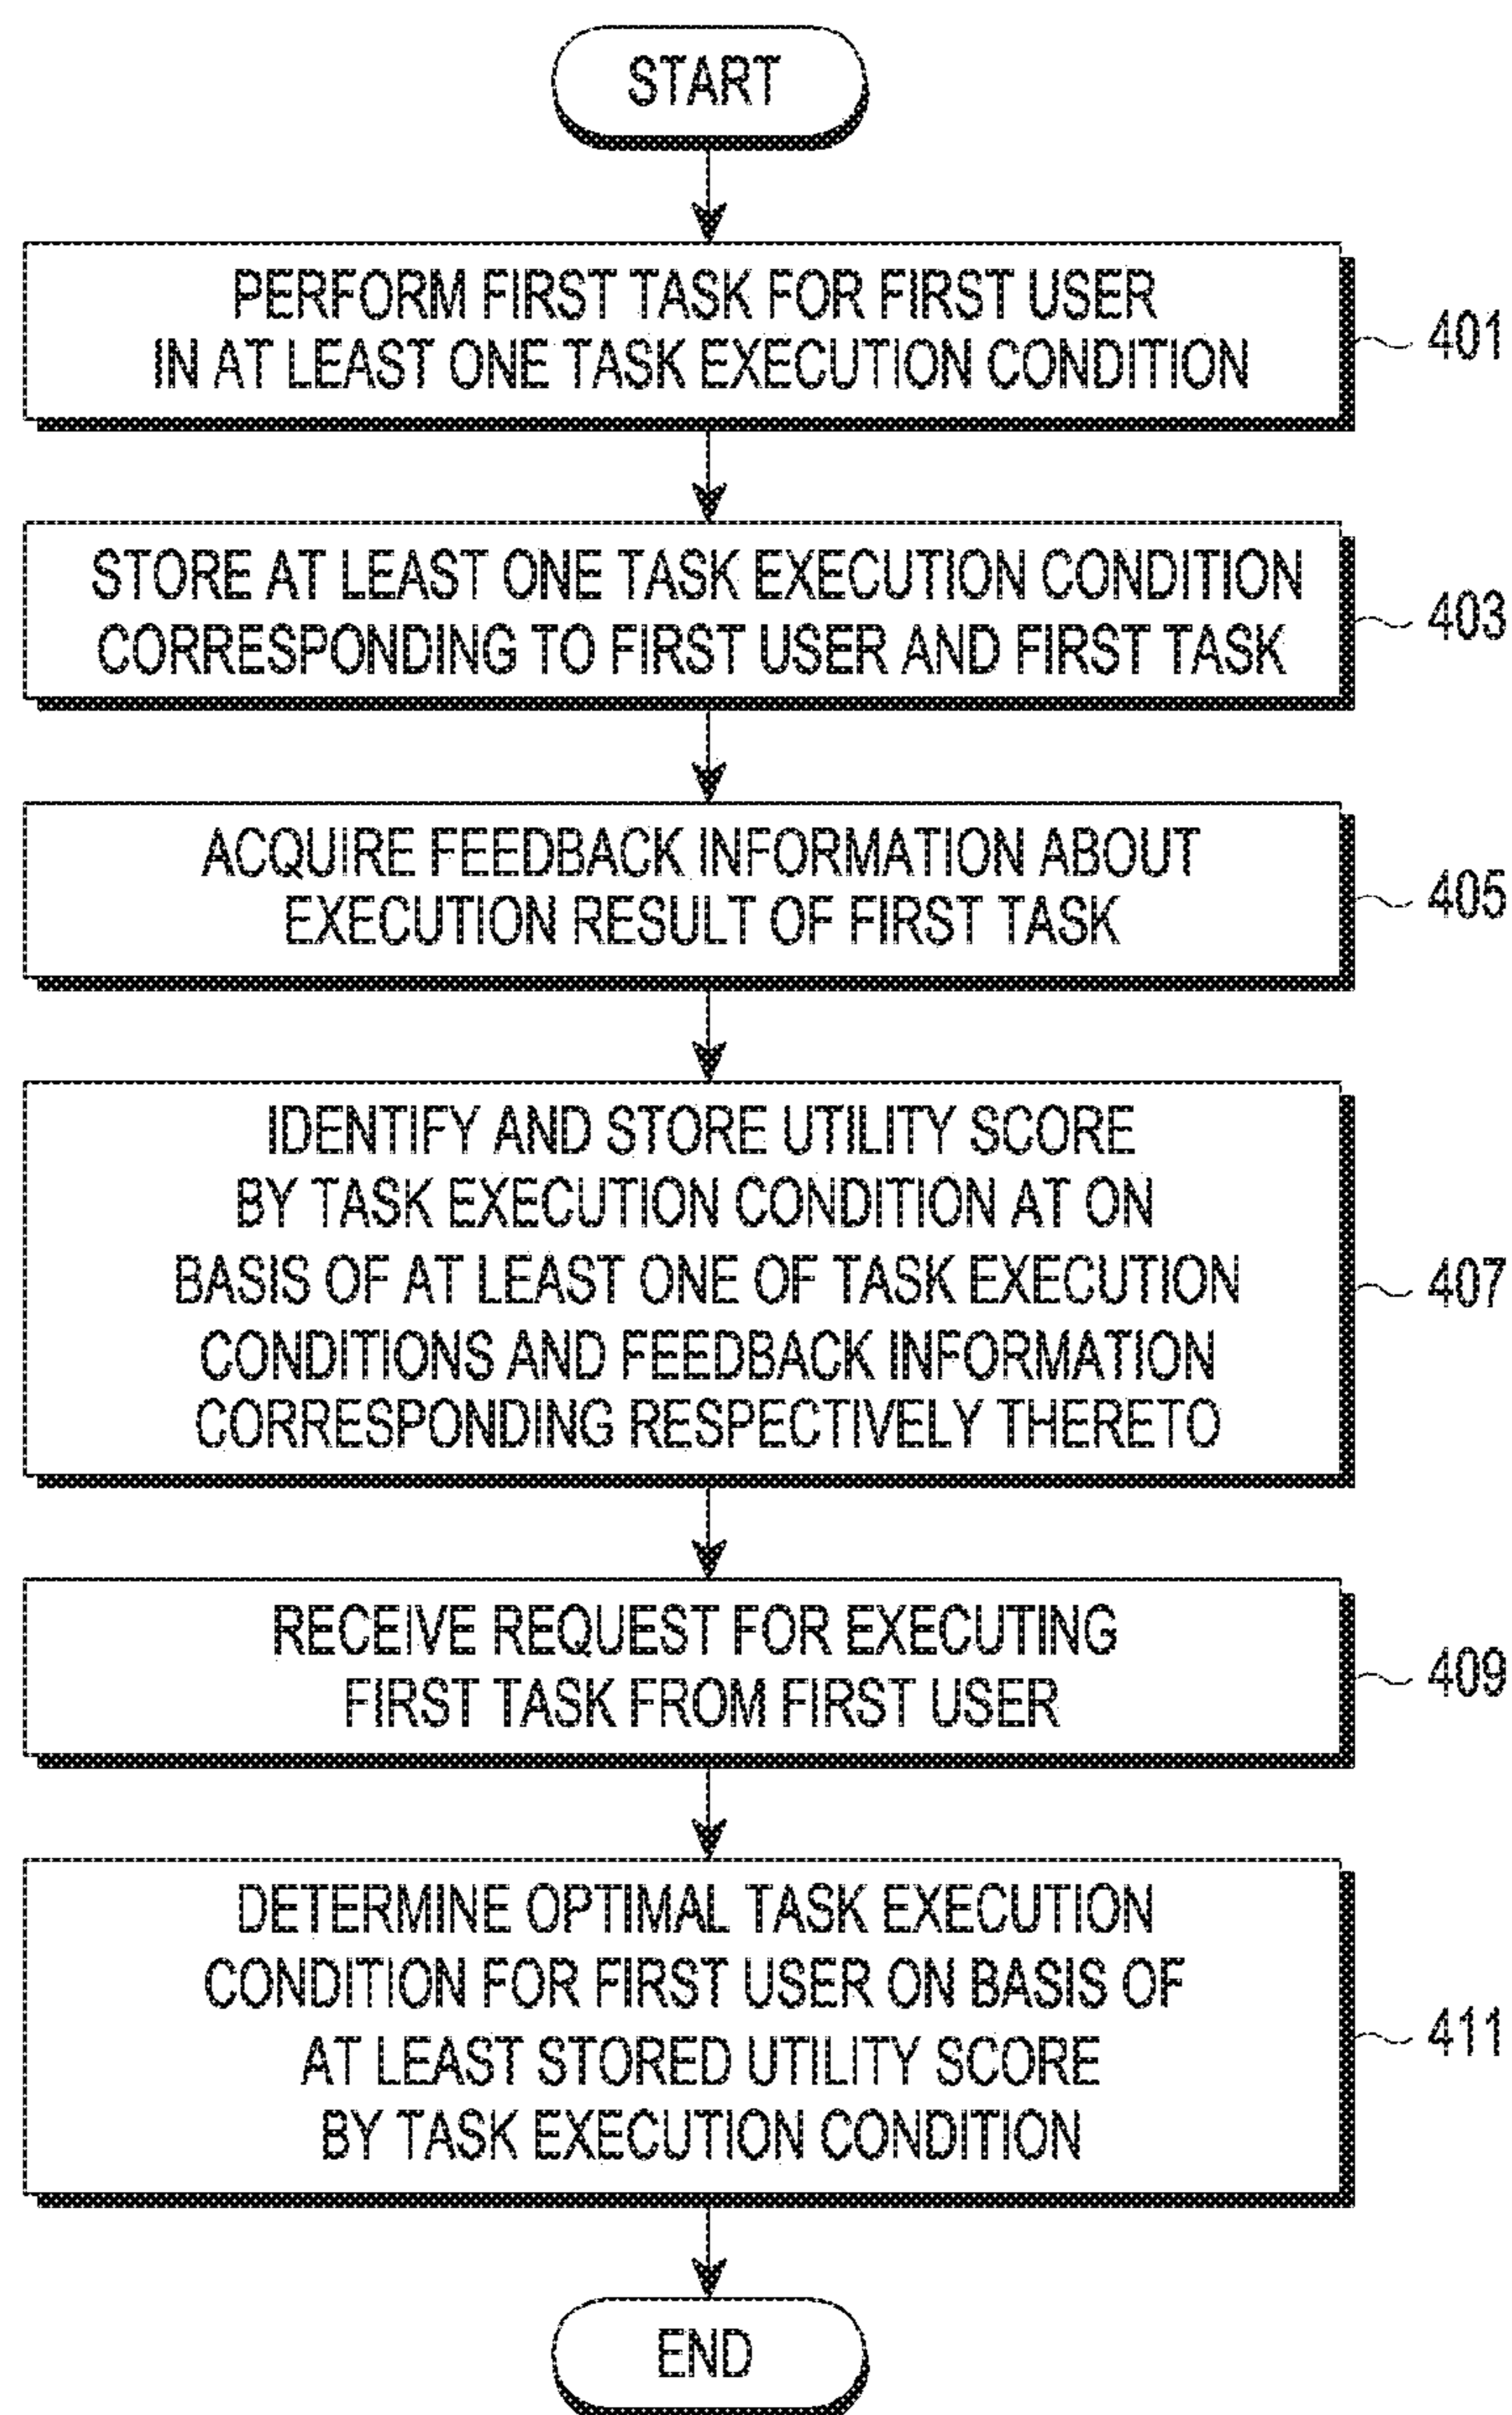 START
PERFORM FIRST TASK FOR FIRST USER
IN AT LEAST ONE TASK EXECUTION CONDITION
401
STORE AT LEAST ONE TASK EXECUTION CONDITION
CORRESPONDING TO FIRST USER AND FIRST TASK
403
ACQUIRE FEEDBACK INFORMATION ABOUT
EXECUTION RESULT OF FIRST TASK
405
IDENTIFY AND STORE UTILITY SCORE
BY TASK EXECUTION CONDITION AT ON
BASIS OF AT LEAST ONE OF TASK EXECUTION
CONDITIONS AND FEEDBACK INFORMATION
CORRESPONDING RESPECTIVELY THERETO
407
RECEIVE REQUEST FOR EXECUTING
FIRST TASK FROM FIRST USER
409
DETERMINE OPTIMAL TASK EXECUTION
CONDITION FOR FIRST USER ON BASIS OF
AT LEAST STORED UTILITY SCORE
BY TASK EXECUTION CONDITION
411
END